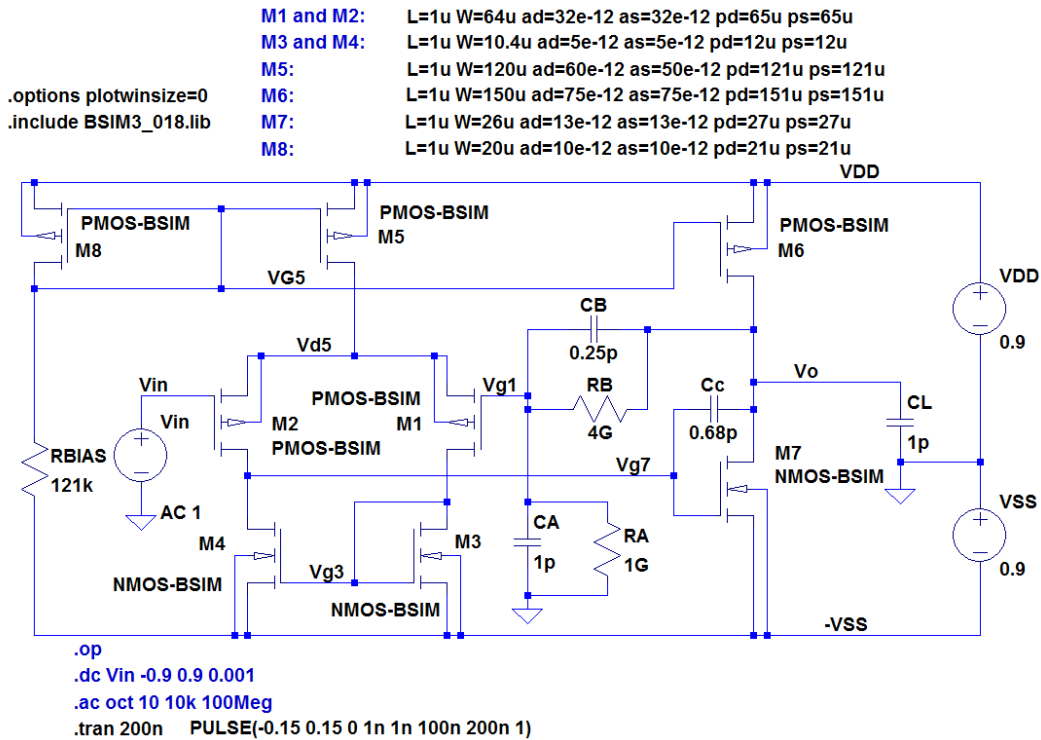 M1 and M2: L=1u W=64u ad=32e-12 as=32e-12 pd=65u ps=65u
M3 and M4: L=1u W=10.4u ad=5e-12 as=5e-12 pd=12u ps=12u
M5: L=1u W=120u ad=60e-12 as=50e-12 pd=121u ps=121u
.options plotwinsize=0 M6: L=1u W=150u ad=75e-12 as=75e-12 pd=151u ps=151u
.include BSIM3_018.lib M7: L=1u W=26u ad=13e-12 as=13e-12 pd=27u ps=27u
M8: L=1u W=20u ad=10e-12 as=10e-12 pd=21u ps=21u
VDD
PMOS-BSIM
M8
PMOS-BSIM
M5
PMOS-BSIM
M6
VG5
VDD
0.9
CB
0.25p
Vd5
Vin
Vg1
Vo
RB
4G
Cc
0.68p
CL
1p
PMOS-BSIM
M1
M2
PMOS-BSIM
Vin
AC 1
RBIAS
121k
Vg7
M7
NMOS-BSIM
VSS
0.9
M4
NMOS-BSIM
Vg3
M3
NMOS-BSIM
CA
1p
RA
1G
-VSS
.op
.dc Vin -0.9 0.9 0.001
.ac oct 10 10k 100Meg
.tran 200n PULSE(-0.15 0.15 0 1n 1n 100n 200n 1)